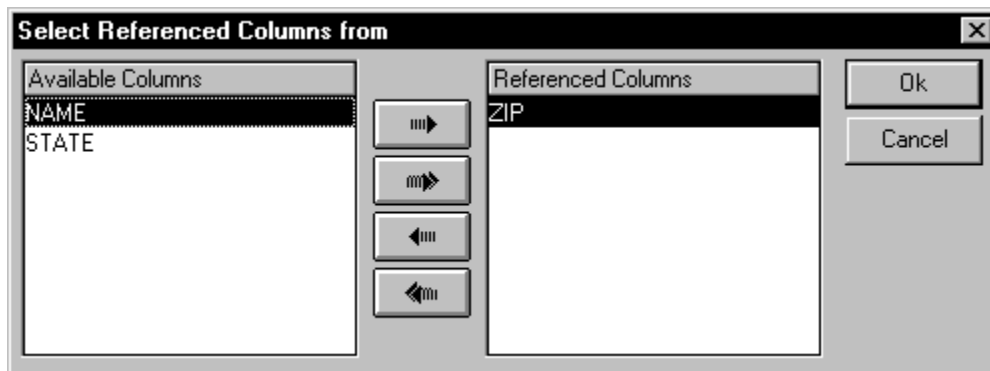 Select Referenced Columns from
Available Columns
NAME
STATE
Referenced Columns
ZIP
Ok
Cancel